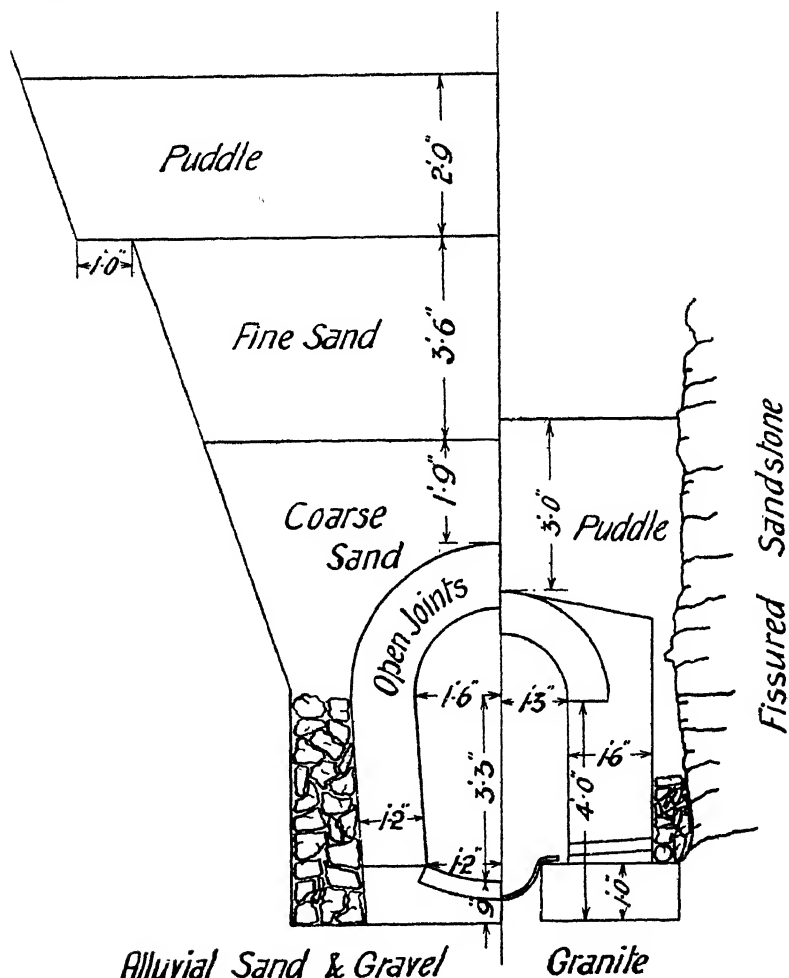 Puddle
2'·9"
1'·0"
Fine Sand
3'·6"
Coarse
Sand
1'·9"
3'·0"
Puddle
Fissured Sandstone
Open Joints
1'·6"
1'·3"
3'·3"
4'·0"
1'·6"
1'·2"
1'·2"
9"
1'·0"
Alluvial Sand & Gravel
Granite